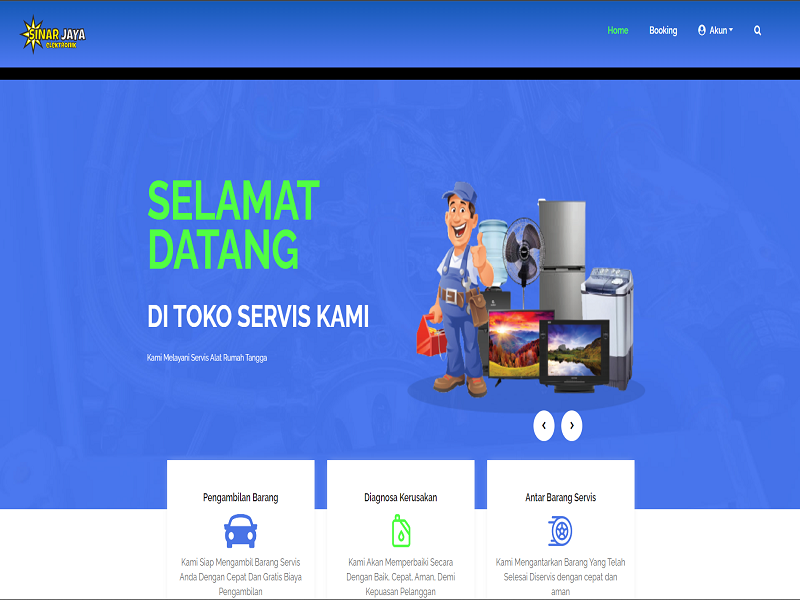 SINAR JAYA
ELEKTRONIK
Home Booking Akun
SELAMAT
DATANG
DI TOKO SERVIS KAMI
Kami Melayani Servis Alat Rumah Tangga
Pengambilan Barang
Kami Siap Mengambil Barang Servis
Anda Dengan Cepat Dan Gratis Biaya
Pengambilan
Diagnosa Kerusakan
Kami Akan Memperbaiki Secara
Dengan Baik, Cepat, Aman, Demi
Kepuasan Pelanggan
Antar Barang Servis
Kami Mengantarkan Barang Yang Telah
Selesai Diservis dengan cepat dan
aman